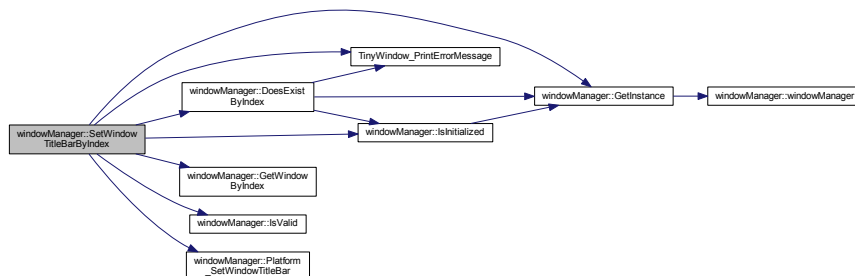 windowManager::SetWindow
TitleBarByIndex
TinyWindow_PrintErrorMessage
windowManager::DoesExist
ByIndex
windowManager::GetInstance
windowManager::windowManager
windowManager::IsInitialized
windowManager::GetWindow
ByIndex
windowManager::IsValid
windowManager::Platform
_SetWindowTitleBar